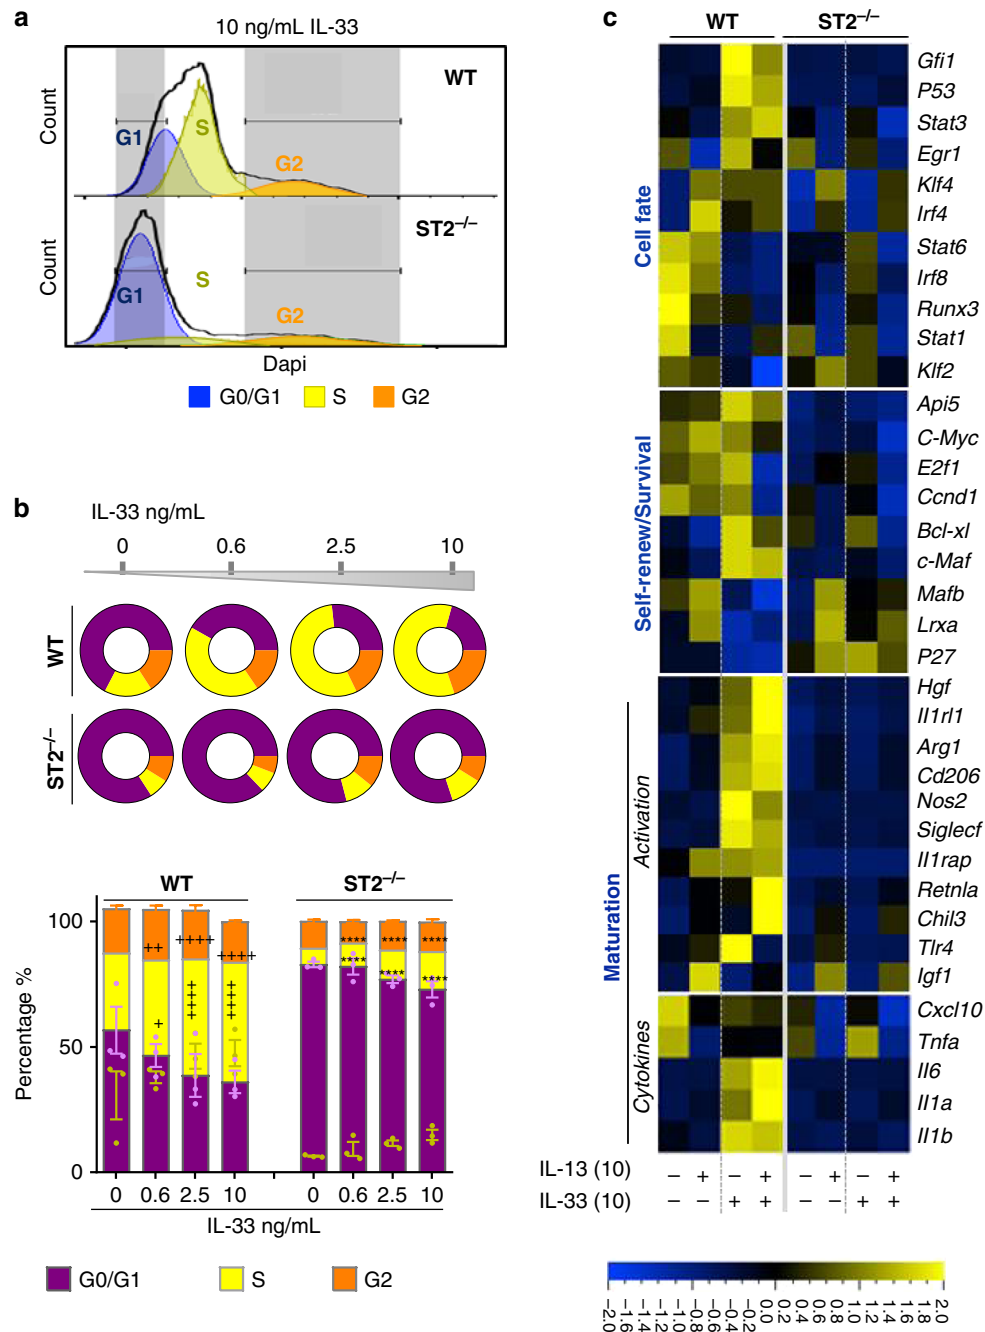 a
10 ng/mL IL-33
Count
WT
G1
S
G2
Count
ST2–/–
G1
S
G2
Dapi
G0/G1
S
G2
b
IL-33 ng/mL
0
0.6
2.5
10
WT
ST2–/–
WT
ST2–/–
Percentage %
100
50
0
++
++++
++++
+
++++
++++
****
****
****
****
****
****
0
0.6
2.5
10
0
0.6
2.5
10
IL-33 ng/mL
G0/G1
S
G2
c
WT
ST2–/–
Cell fate
Gfi1
P53
Stat3
Egr1
Klf4
Irf4
Stat6
Irf8
Runx3
Stat1
Klf2
Self-renew/Survival
Api5
C-Myc
E2f1
Ccnd1
Bcl-xl
c-Maf
Mafb
Lrxa
P27
Maturation
Activation
Hgf
Il1rl1
Arg1
Cd206
Nos2
Siglecf
Il1rap
Retnla
Chil3
Tlr4
Igf1
Cytokines
Cxcl10
Tnfa
Il6
Il1a
Il1b
IL-13 (10) – + – + – + – +
IL-33 (10) – – + + – – + +
–2.0
–1.6
–1.4
–1.0
–0.8
–0.6
–0.4
–0.2
0.0
0.2
0.4
0.6
0.8
1.0
1.4
1.6
2.0